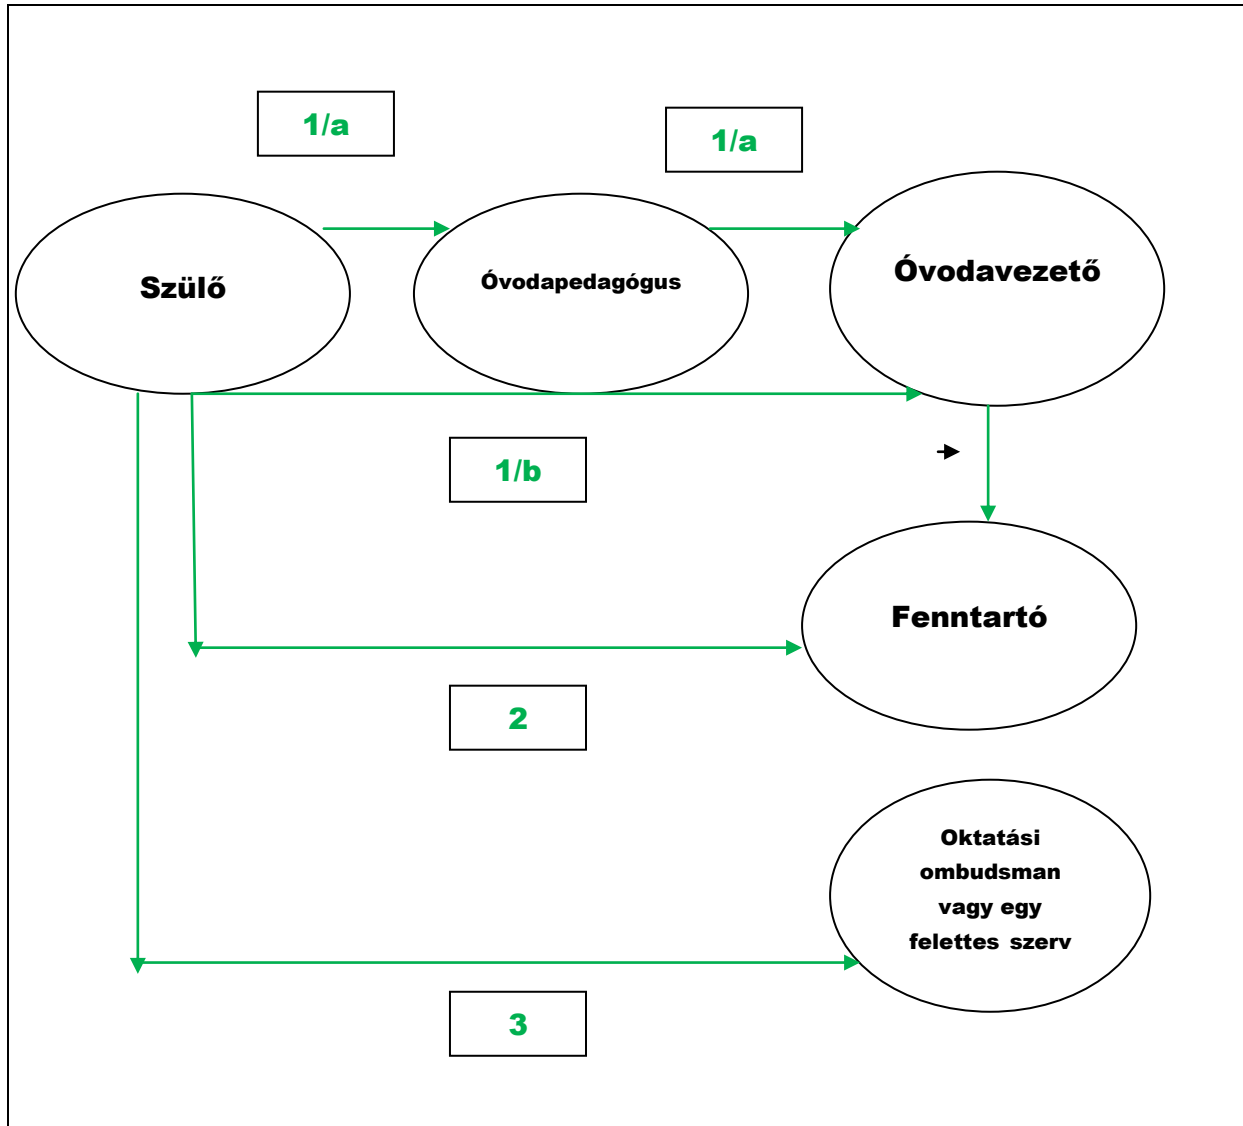 1/a
1/a
Szülő
Óvodapedagógus
Óvodavezető
1/b
Fenntartó
2
Oktatási
ombudsman
vagy egy
felettes szerv
3